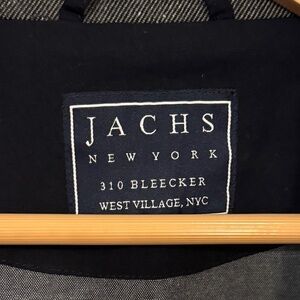 JACHS
NEW YORK
310 BLEECKER
WEST VILLAGE, NYC